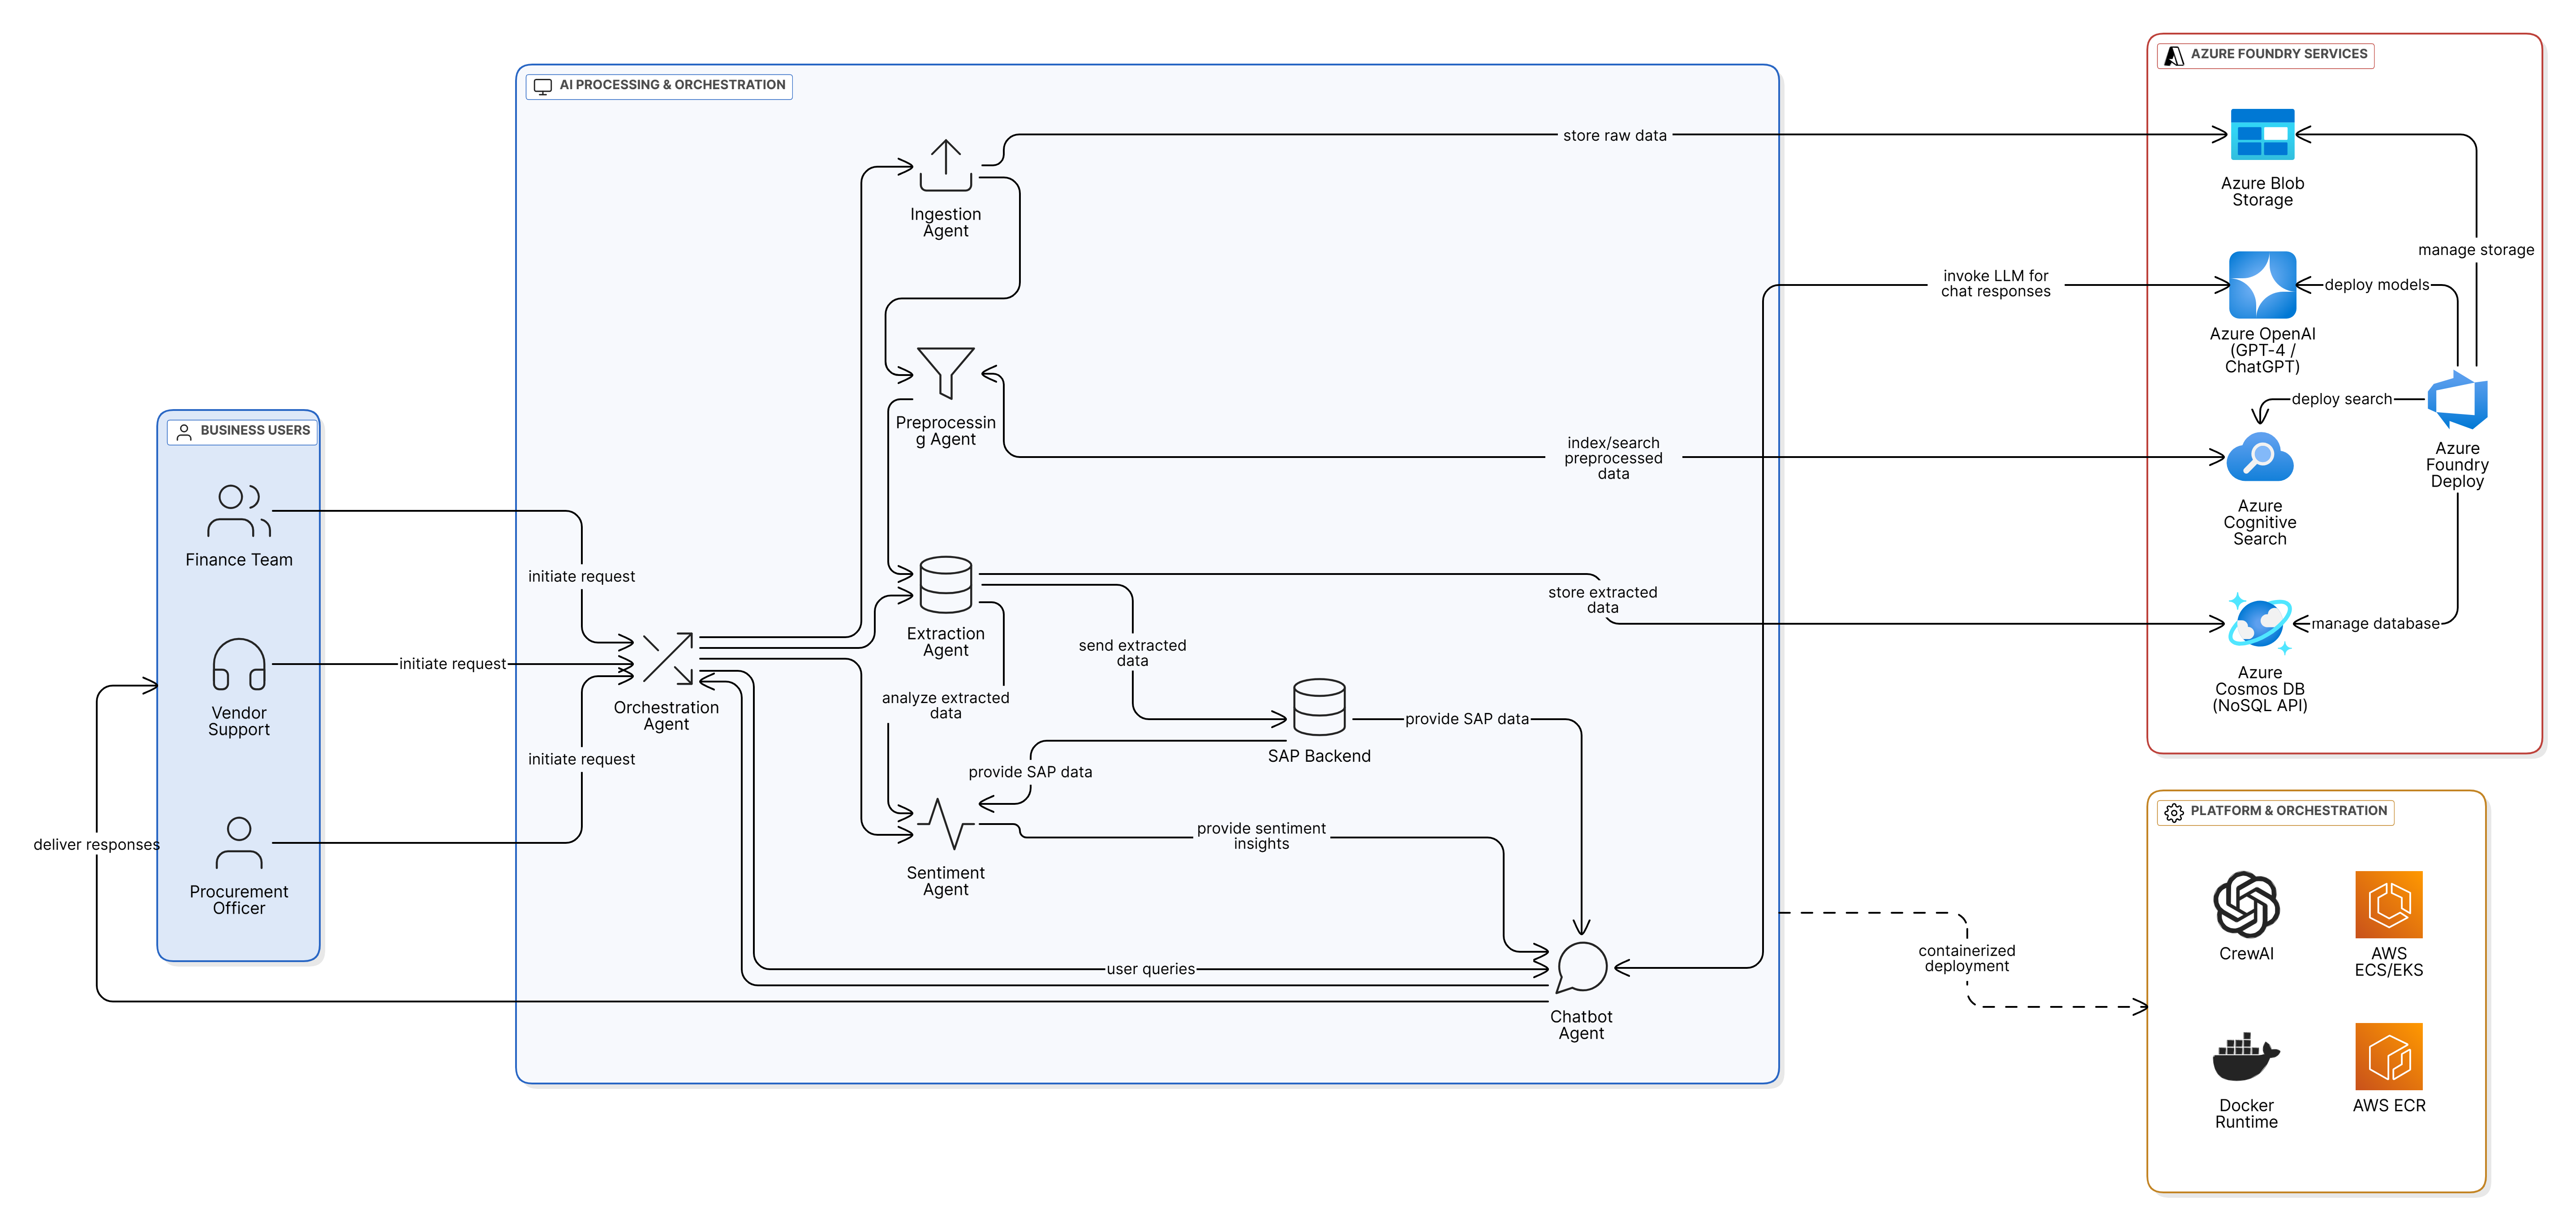 AZURE FOUNDRY SERVICES
AI PROCESSING & ORCHESTRATION
store raw data
Azure Blob
Storage
Ingestion
Agent
manage storage
invoke LLM for
chat responses
deploy models
Azure OpenAI
(GPT-4 /
ChatGPT)
deploy search
Preprocessin
g Agent
BUSINESS USERS
index/search
preprocessed
data
Azure
Foundry
Deploy
Azure
Cognitive
Search
Finance Team
initiate request
store extracted
data
manage database
Extraction
Agent
send extracted
data
initiate request
Azure
Cosmos DB
(NoSQL API)
Vendor
Support
Orchestration
Agent
analyze extracted
data
provide SAP data
SAP Backend
initiate request
provide SAP data
PLATFORM & ORCHESTRATION
deliver responses
provide sentiment
insights
Sentiment
Agent
Procurement
Officer
containerized
deployment
CrewAI
AWS
ECS/EKS
user queries
Chatbot
Agent
Docker
Runtime
AWS ECR